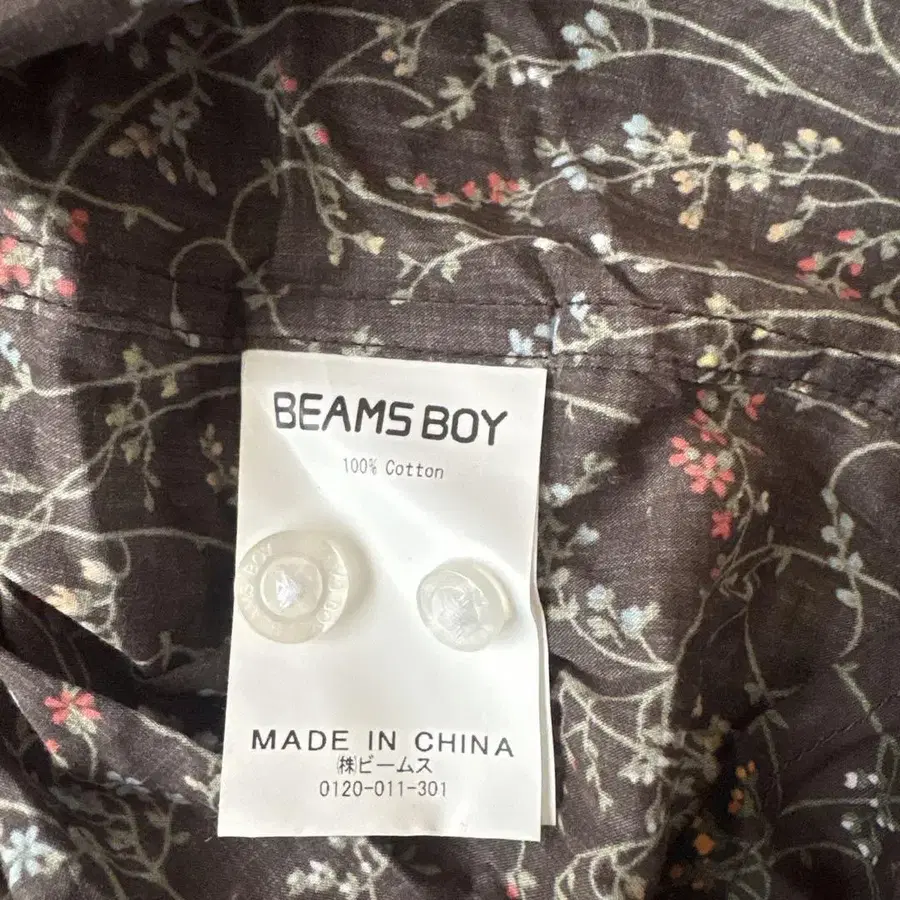 BEAMS BOY
100% Cotton
MADE IN CHINA
㈱ビームス
0120-011-301